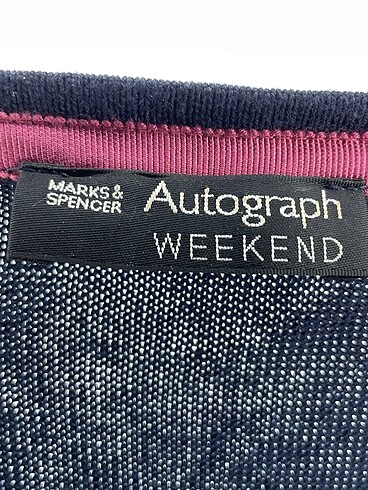 MARKS &
SPENCER
Autograph
WEEKEND